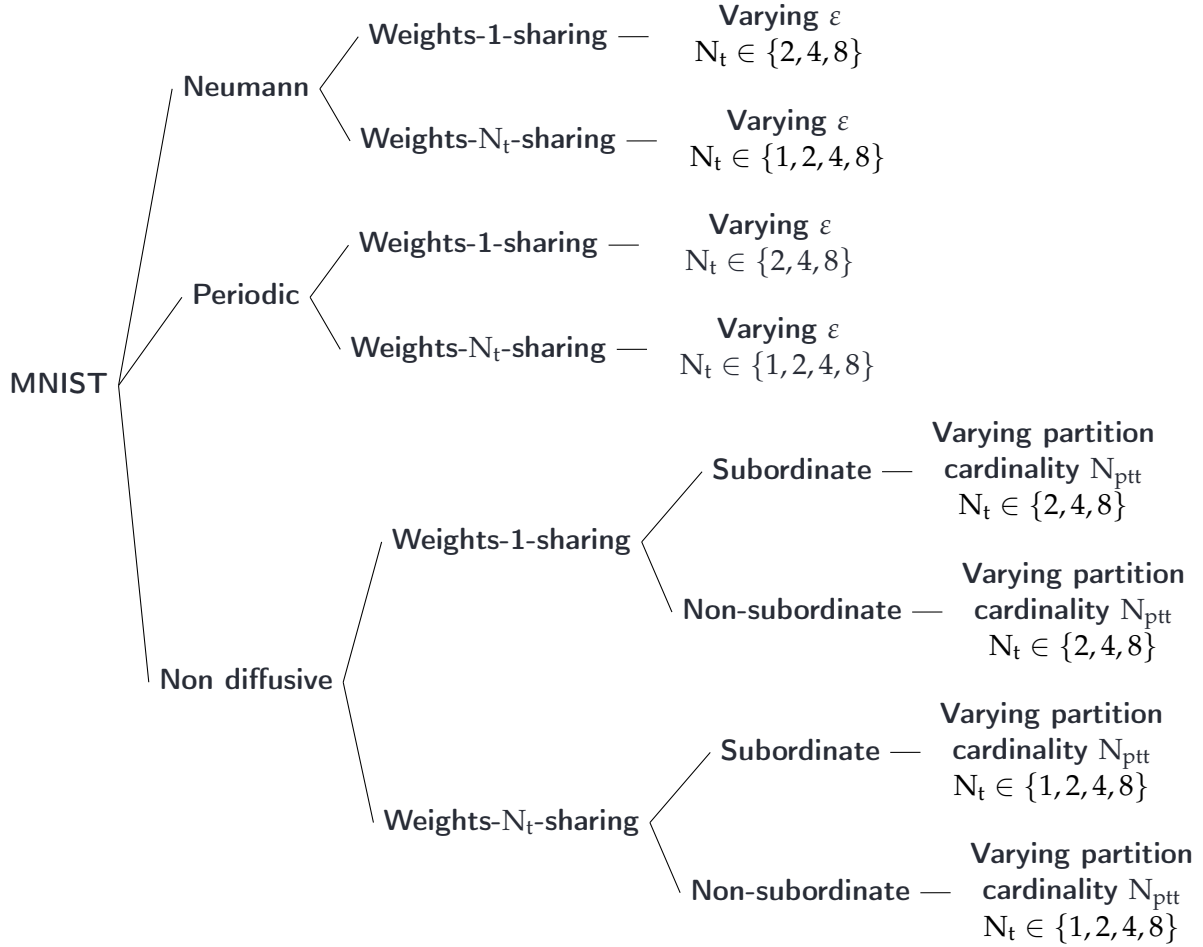 Varying ε
Weights-1-sharing
N_t ∈ {2, 4, 8}
Neumann
Varying ε
Weights-N_t-sharing
N_t ∈ {1, 2, 4, 8}
Varying ε
Weights-1-sharing
N_t ∈ {2, 4, 8}
Periodic
Varying ε
Weights-N_t-sharing
N_t ∈ {1, 2, 4, 8}
MNIST
Varying partition
Subordinate
cardinality N_ptt
N_t ∈ {2, 4, 8}
Weights-1-sharing
Varying partition
Non-subordinate
cardinality N_ptt
N_t ∈ {2, 4, 8}
Non diffusive
Varying partition
Subordinate
cardinality N_ptt
N_t ∈ {1, 2, 4, 8}
Weights-N_t-sharing
Varying partition
Non-subordinate
cardinality N_ptt
N_t ∈ {1, 2, 4, 8}